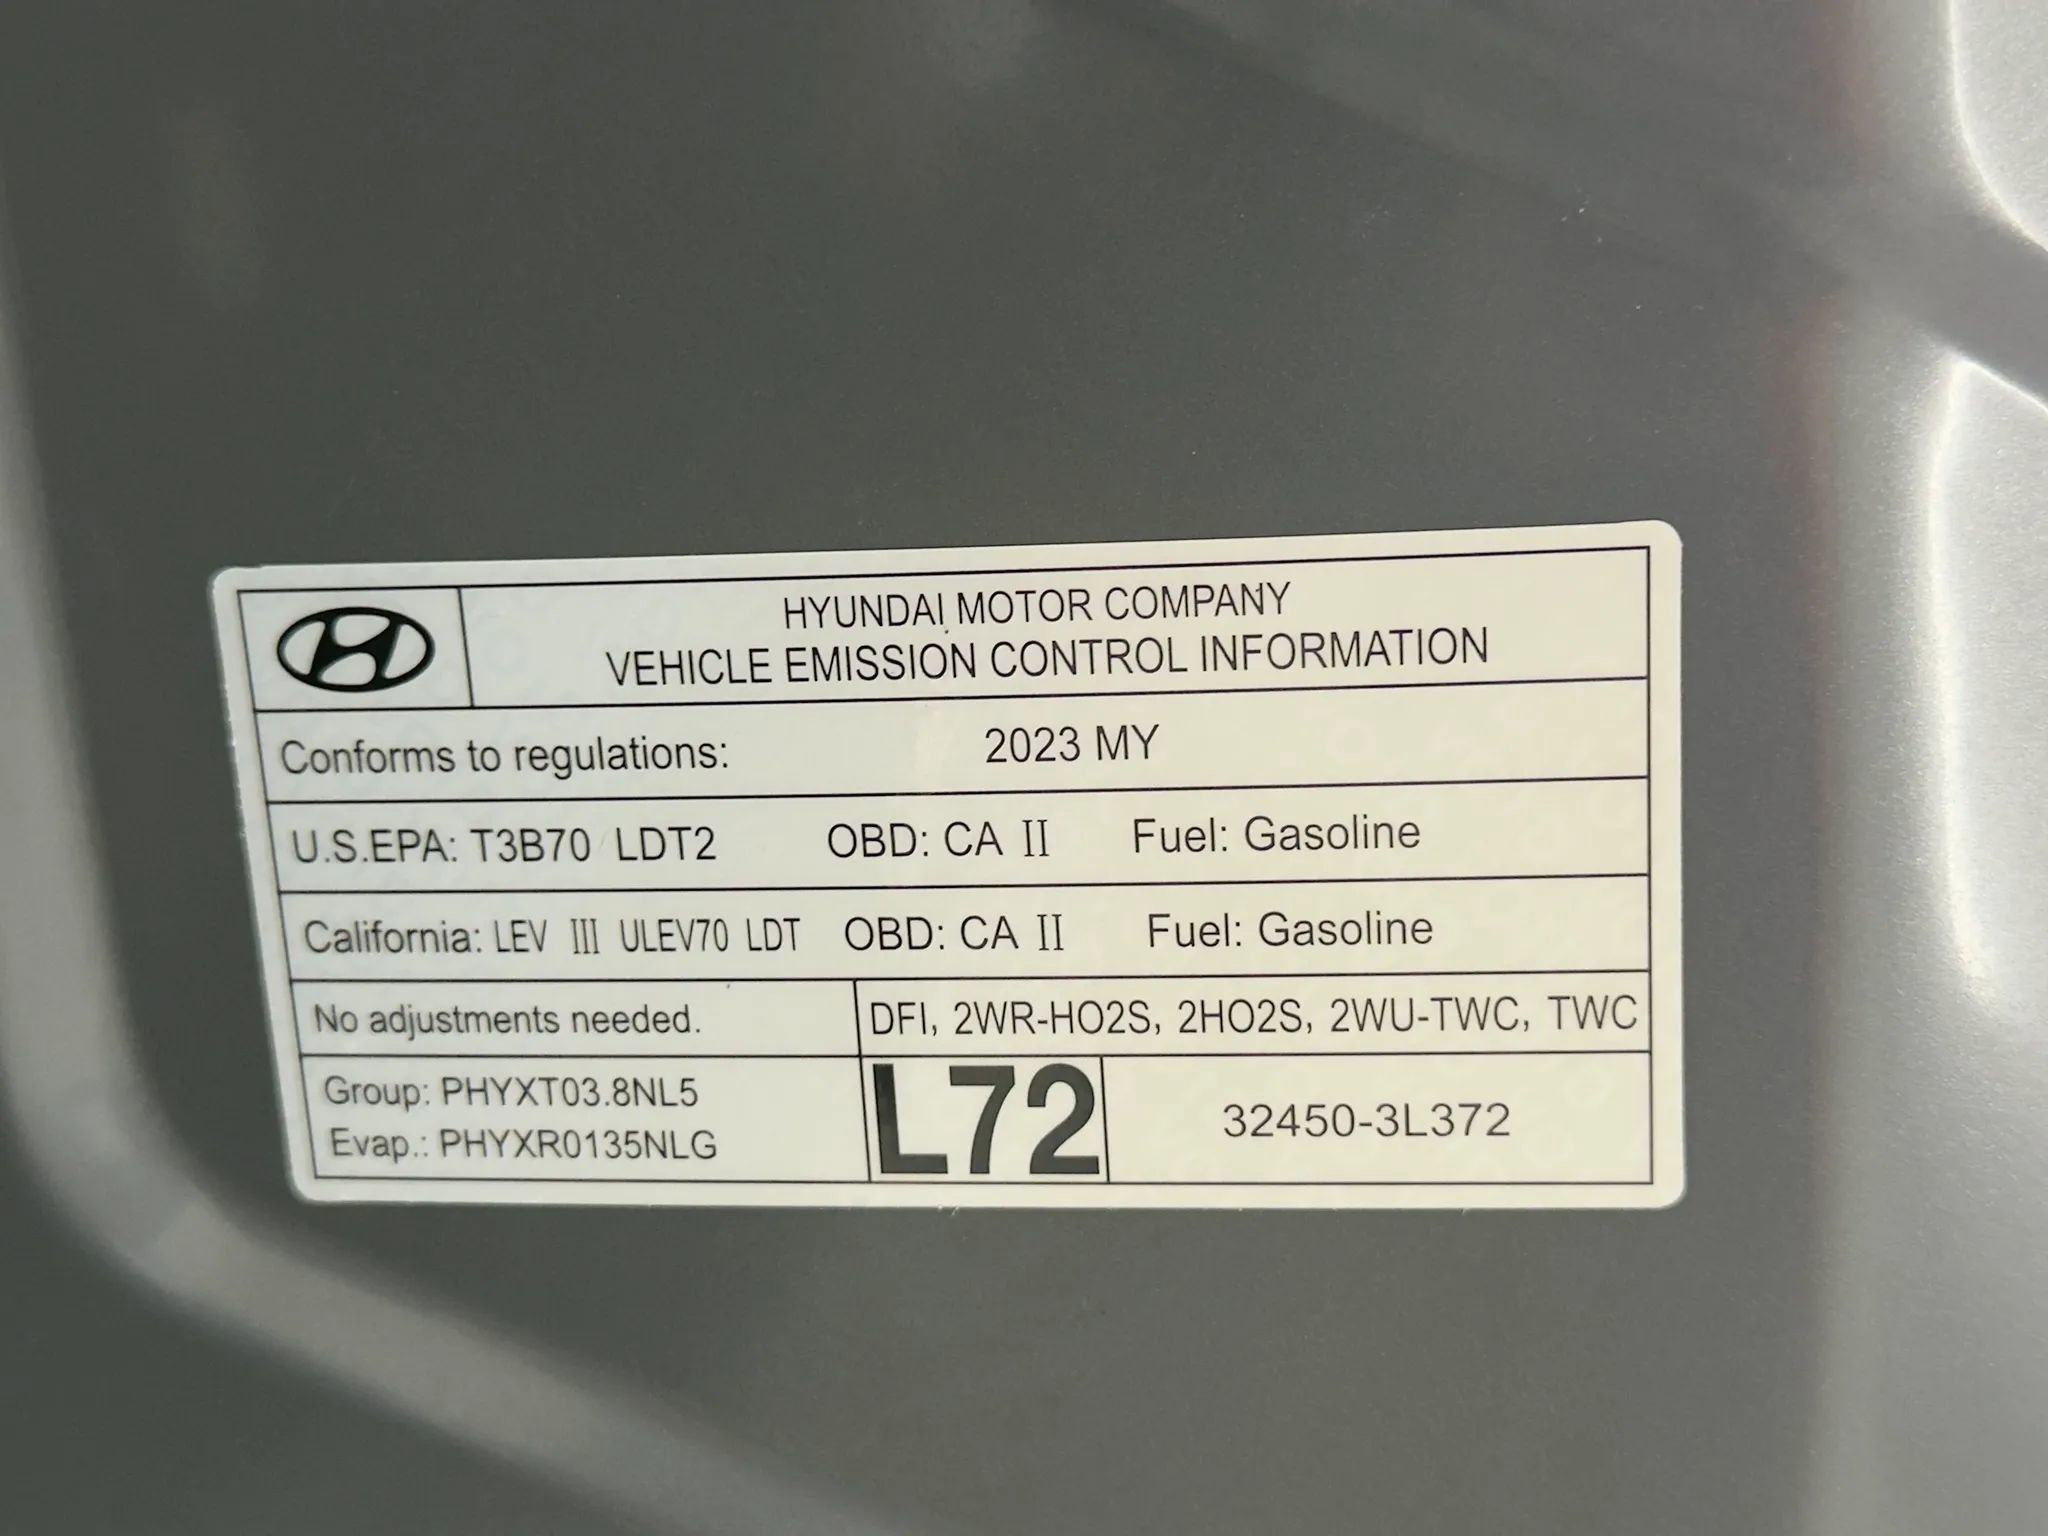 HYUNDAI MOTOR COMPANY
VEHICLE EMISSION CONTROL INFORMATION
Conforms to regulations: 2023 MY
U.S.EPA: T3B70 LDT2 OBD: CA II Fuel: Gasoline
California: LEV III ULEV70 LDT OBD: CA II Fuel: Gasoline
No adjustments needed. DFI, 2WR-HO2S, 2HO2S, 2WU-TWC, TWC
Group: PHYXT03.8NL5
Evap.: PHYXR0135NLG
L72
32450-3L372